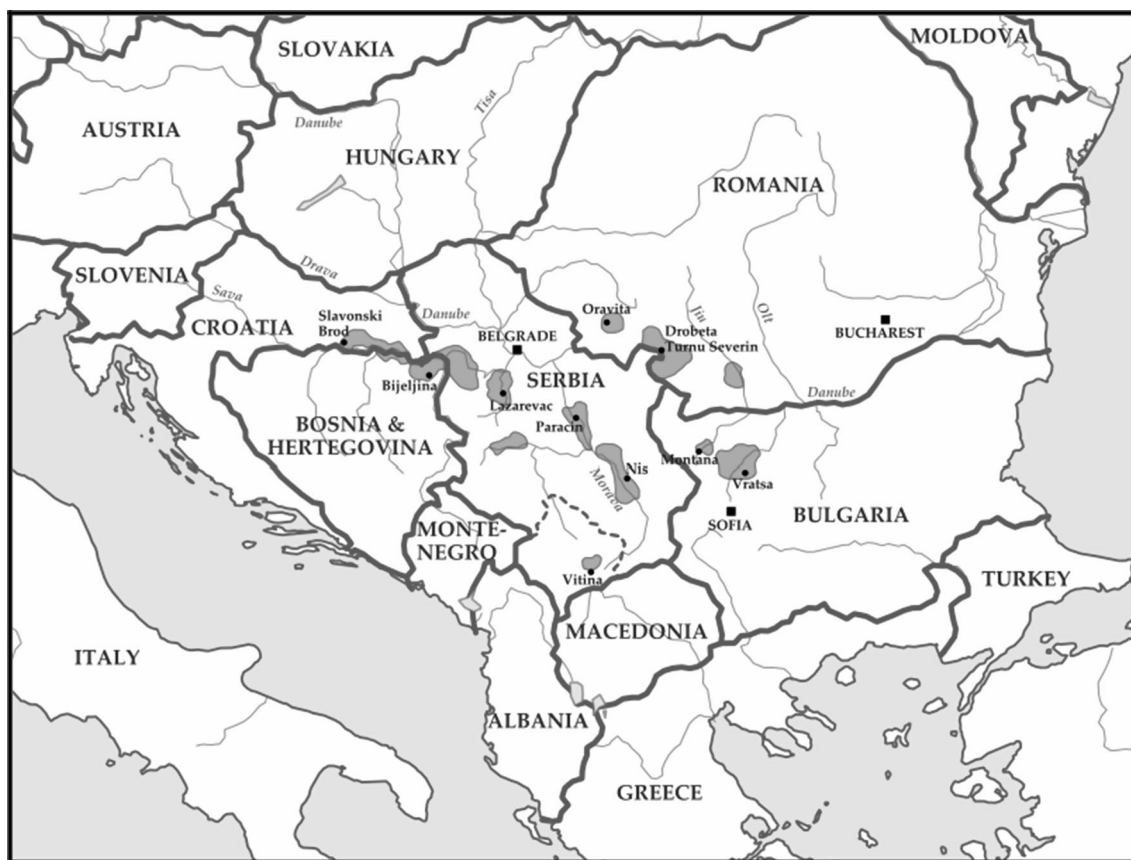 SLOVAKIA
MOLDOVA
AUSTRIA
Danube
Tisa
HUNGARY
ROMANIA
SLOVENIA
Drava
Sava
CROATIA
Slavonski
Brod
Danube
BELGRADE
Oravita
Jiu
Olt
Drobeta
Turnu Severin
BUCHAREST
Bijeljina
SERBIA
Lazarevac
Danube
BOSNIA &
HERTEGOVINA
Paracin
Montana
Nis
Morava
Vratsa
SOFIA
BULGARIA
MONTE-
NEGRO
Vitina
TURKEY
MACEDONIA
ITALY
ALBANIA
GREECE